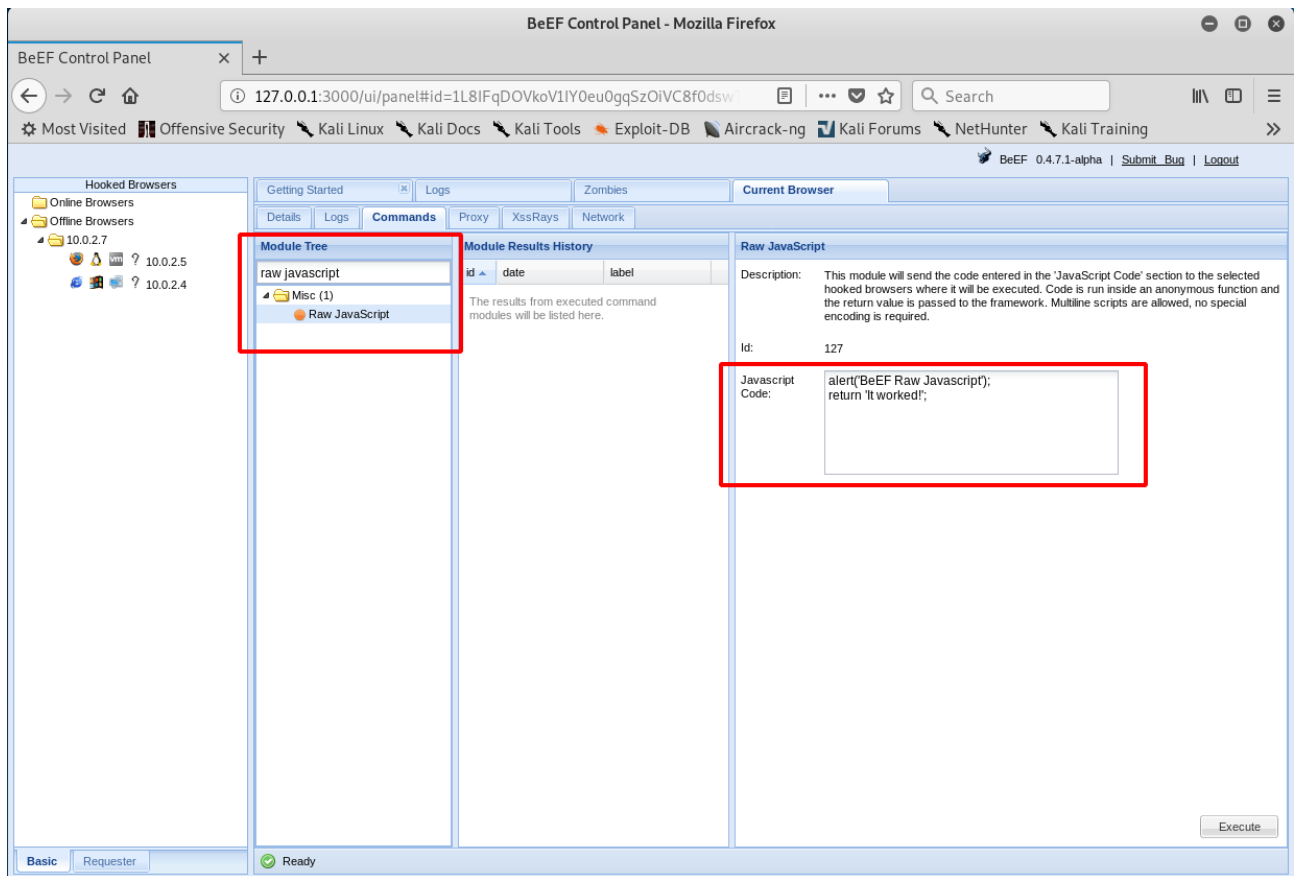 BeEF Control Panel - Mozilla Firefox
BeEF Control Panel
127.0.0.1:3000/ui/panel#id=1L8IFqDOVkoV1IY0eu0gqSzOiVC8f0dsw
Search
Most Visited Offensive Security Kali Linux Kali Docs Kali Tools Exploit-DB Aircrack-ng Kali Forums NetHunter Kali Training
BeEF 0.4.7.1-alpha | Submit Bug | Logout
Hooked Browsers
Online Browsers
Offline Browsers
10.0.2.7
? 10.0.2.5
? 10.0.2.4
Getting Started Logs Zombies Current Browser
Details Logs Commands Proxy XssRays Network
Module Tree
raw javascript
Misc (1)
Raw JavaScript
Module Results History
id date label
The results from executed command
modules will be listed here.
Raw JavaScript
Description: This module will send the code entered in the 'JavaScript Code' section to the selected
hooked browsers where it will be executed. Code is run inside an anonymous function and
the return value is passed to the framework. Multiline scripts are allowed, no special
encoding is required.
Id: 127
Javascript
Code:
alert('BeEF Raw Javascript');
return 'It worked!';
Execute
Basic Requester
Ready